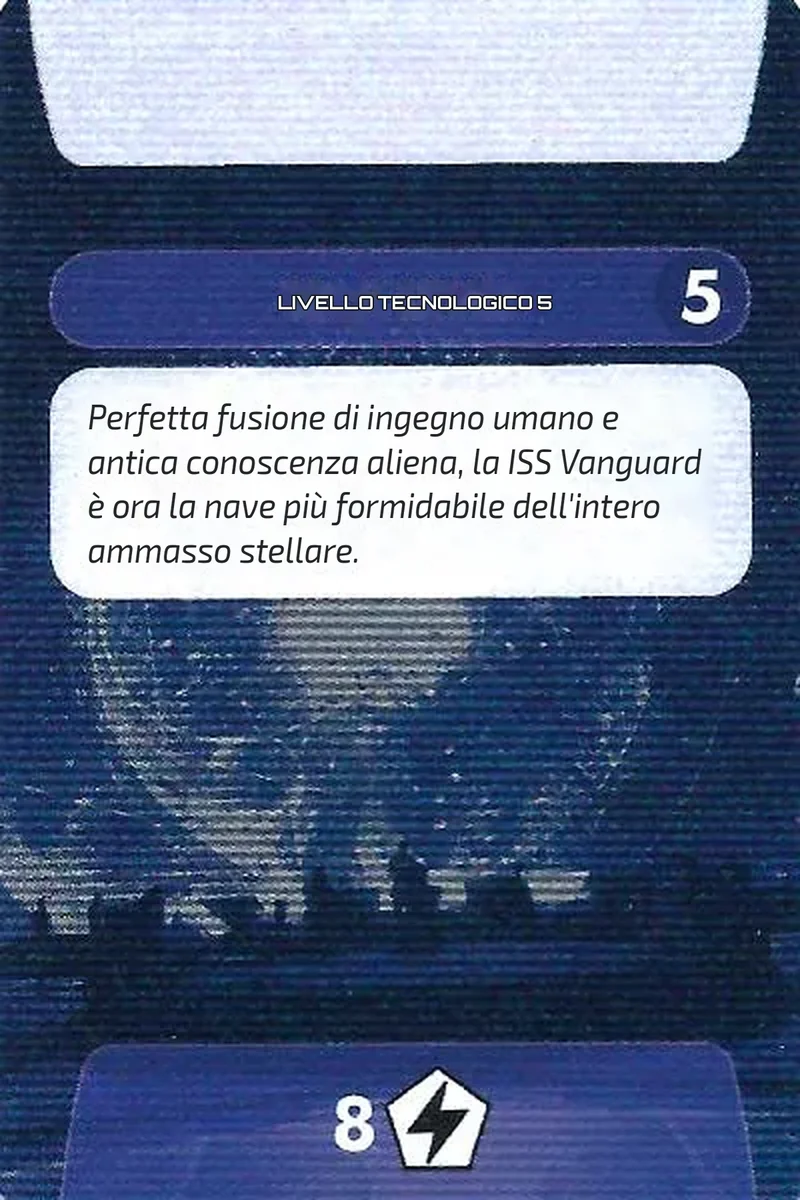 LIVELLO TECNOLOGICO 5
5
Perfetta fusione di ingegno umano e
antica conoscenza aliena, la ISS Vanguard
è ora la nave più formidabile dell'intero
ammasso stellare.
8